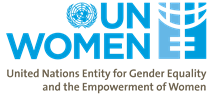 UN
WOMEN
United Nations Entity for Gender Equality
and the Empowerment of Women